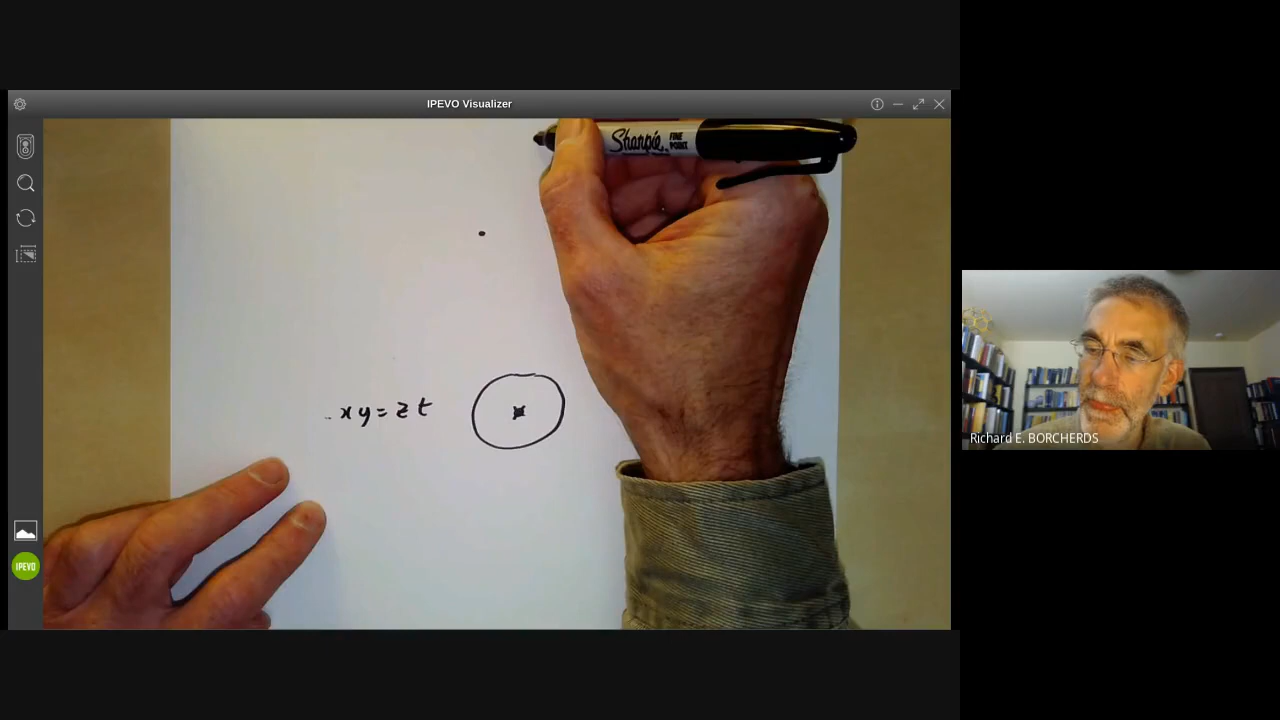 IPEVO Visualizer
Sharpie
FINE
POINT
xy = zt
Richard E. BORCHERDS
IPEVO